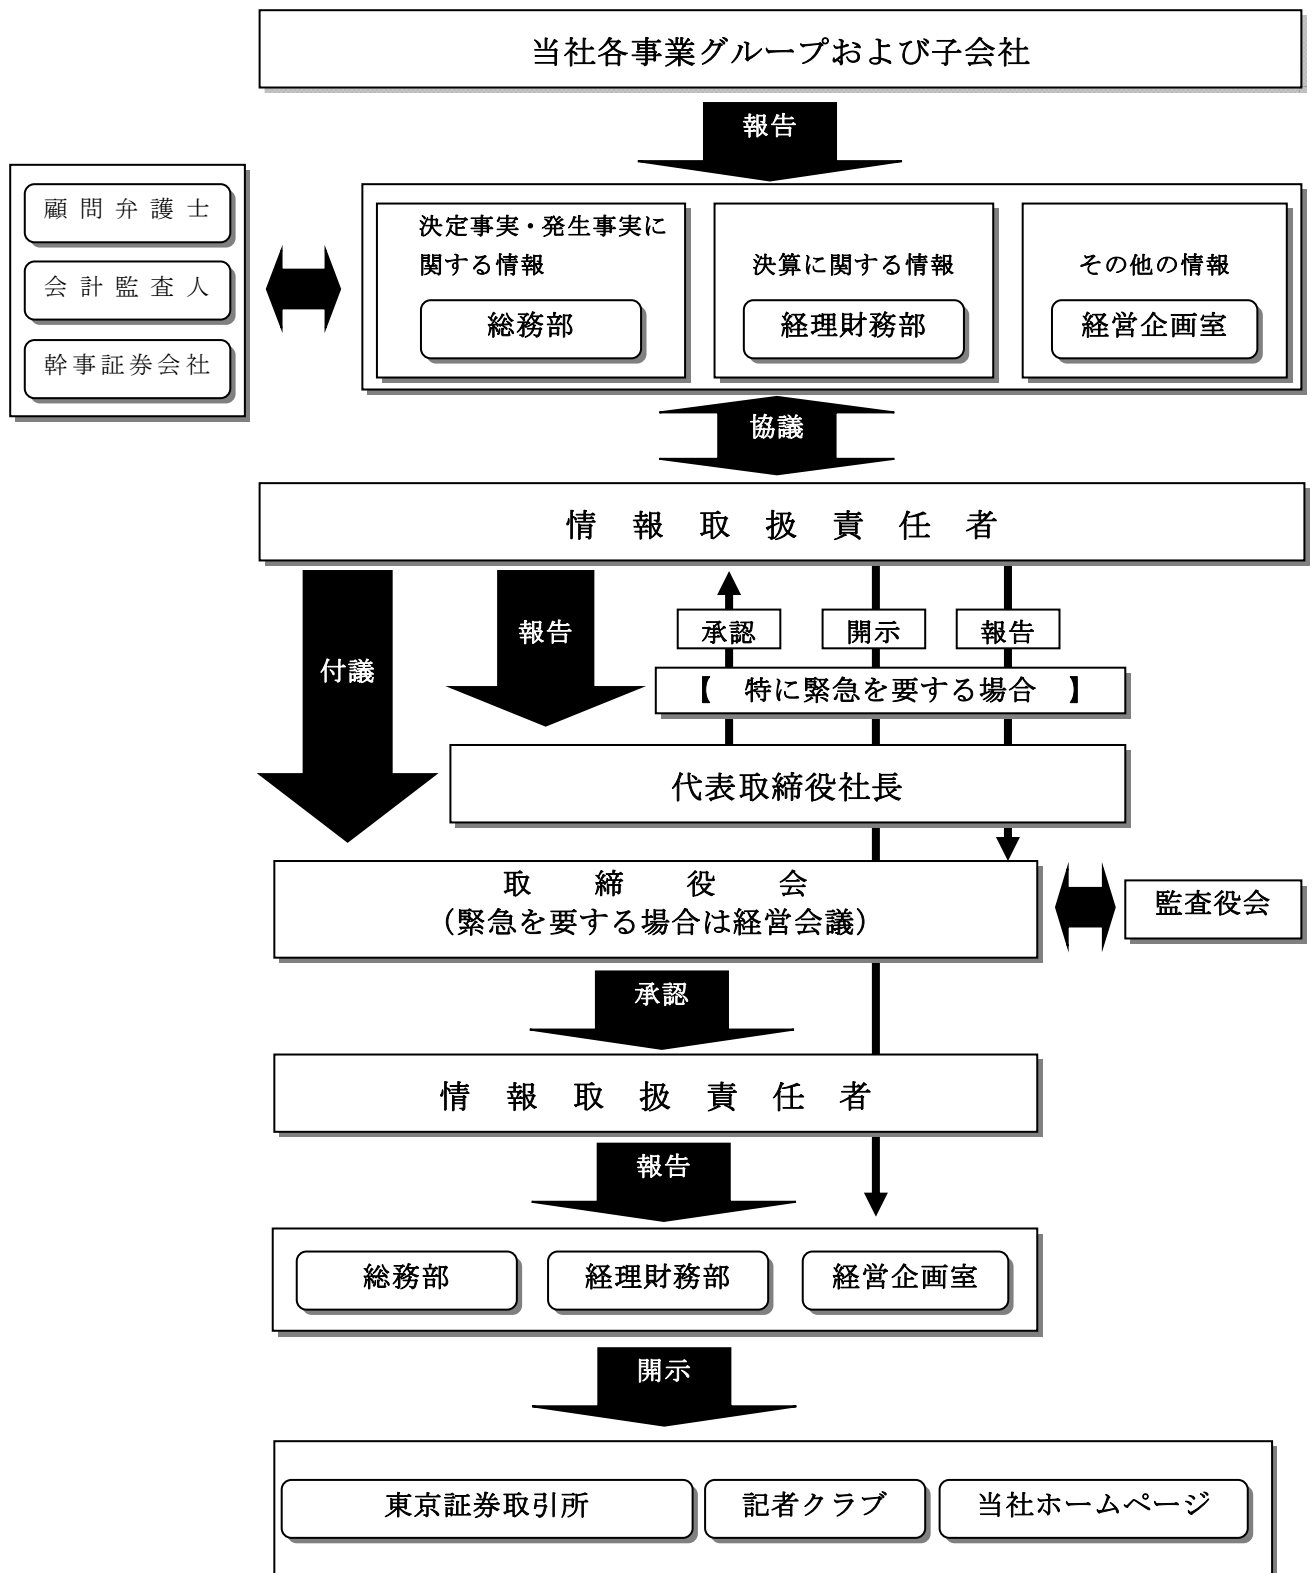 当社各事業グループおよび子会社
報告
顧問弁護士
会計監査人
幹事証券会社
決定事実・発生事実に
関する情報
総務部
決算に関する情報
経理財務部
その他の情報
経営企画室
協議
情報取扱責任者
付議
報告
承認
開示
報告
【 特に緊急を要する場合 】
代表取締役社長
取締役会
(緊急を要する場合は経営会議)
監査役会
承認
情報取扱責任者
報告
総務部
経理財務部
経営企画室
開示
東京証券取引所
記者クラブ
当社ホームページ